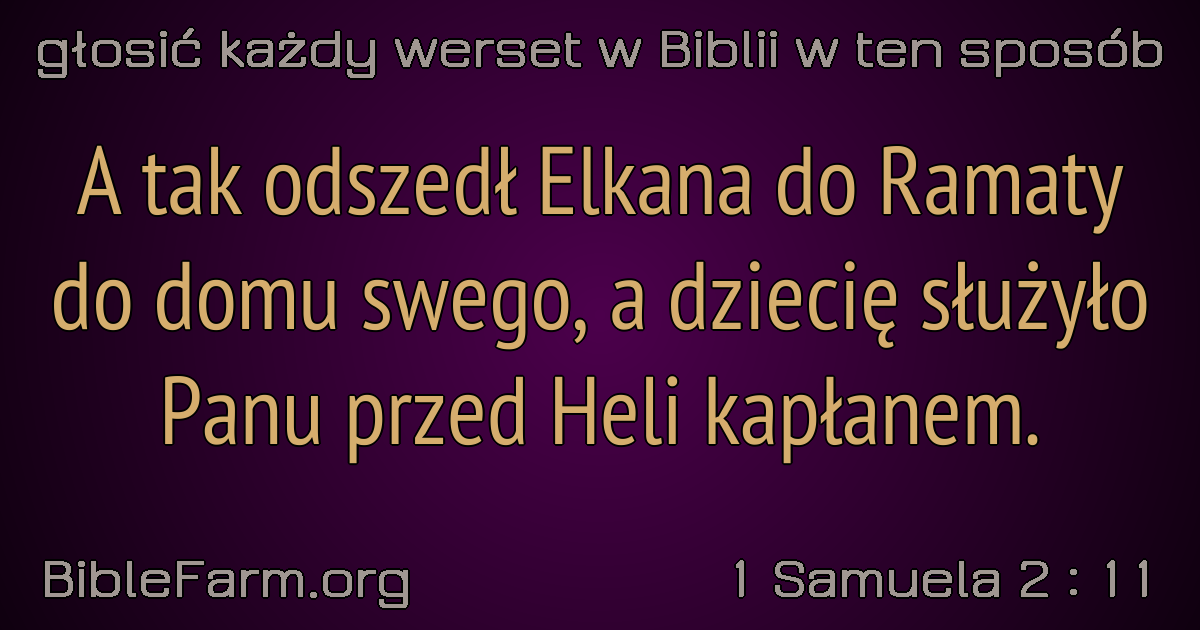 głosić każdy werset w Biblii w ten sposób
A tak odszedł Elkana do Ramaty
do domu swego, a dziecię służyło
Panu przed Heli kapłanem.
BibleFarm.org
1 Samuela 2 : 11